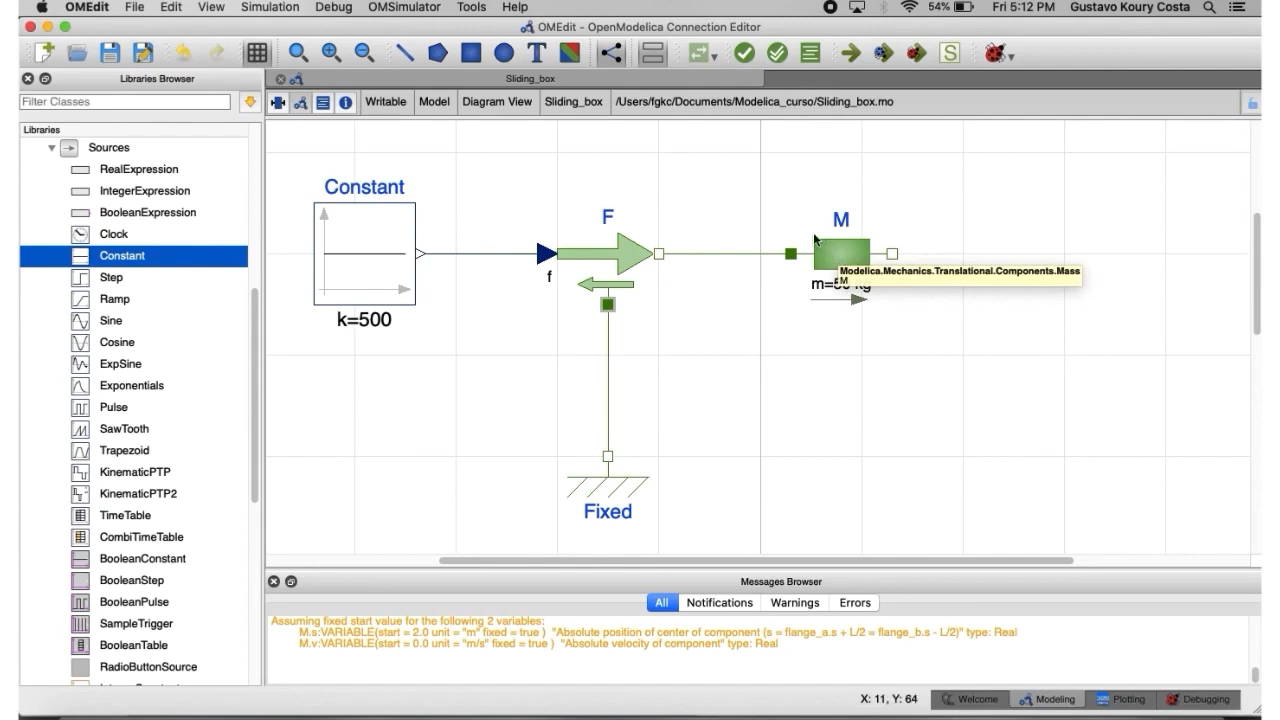 OMEdit File Edit View Simulation Debug OMSimulator Tools Help 54% Fri 5:12 PM Gustavo Koury Costa
OMEdit - OpenModelica Connection Editor
Libraries Browser
Sliding_box
Filter Classes
Writable Model Diagram View Sliding_box /Users/fgkc/Documents/Modelica_curso/Sliding_box.mo
Libraries
Sources
RealExpression
IntegerExpression
BooleanExpression
Clock
Constant
Step
Ramp
Sine
Cosine
ExpSine
Exponentials
Pulse
SawTooth
Trapezoid
KinematicPTP
KinematicPTP2
TimeTable
CombiTimeTable
BooleanConstant
BooleanStep
BooleanPulse
SampleTrigger
BooleanTable
RadioButtonSource
Constant
k=500
F
f
M
Modelica.Mechanics.Translational.Components.Mass
M
Fixed
Messages Browser
All Notifications Warnings Errors
Assuming fixed start value for the following 2 variables:
M.s:VARIABLE(start = 2.0 unit = "m" fixed = true ) "Absolute position of center of component (s = flange_a.s + L/2 = flange_b.s - L/2)" type: Real
M.v:VARIABLE(start = 0.0 unit = "m/s" fixed = true ) "Absolute velocity of component" type: Real
X: 11, Y: 64 Welcome Modeling Plotting Debugging